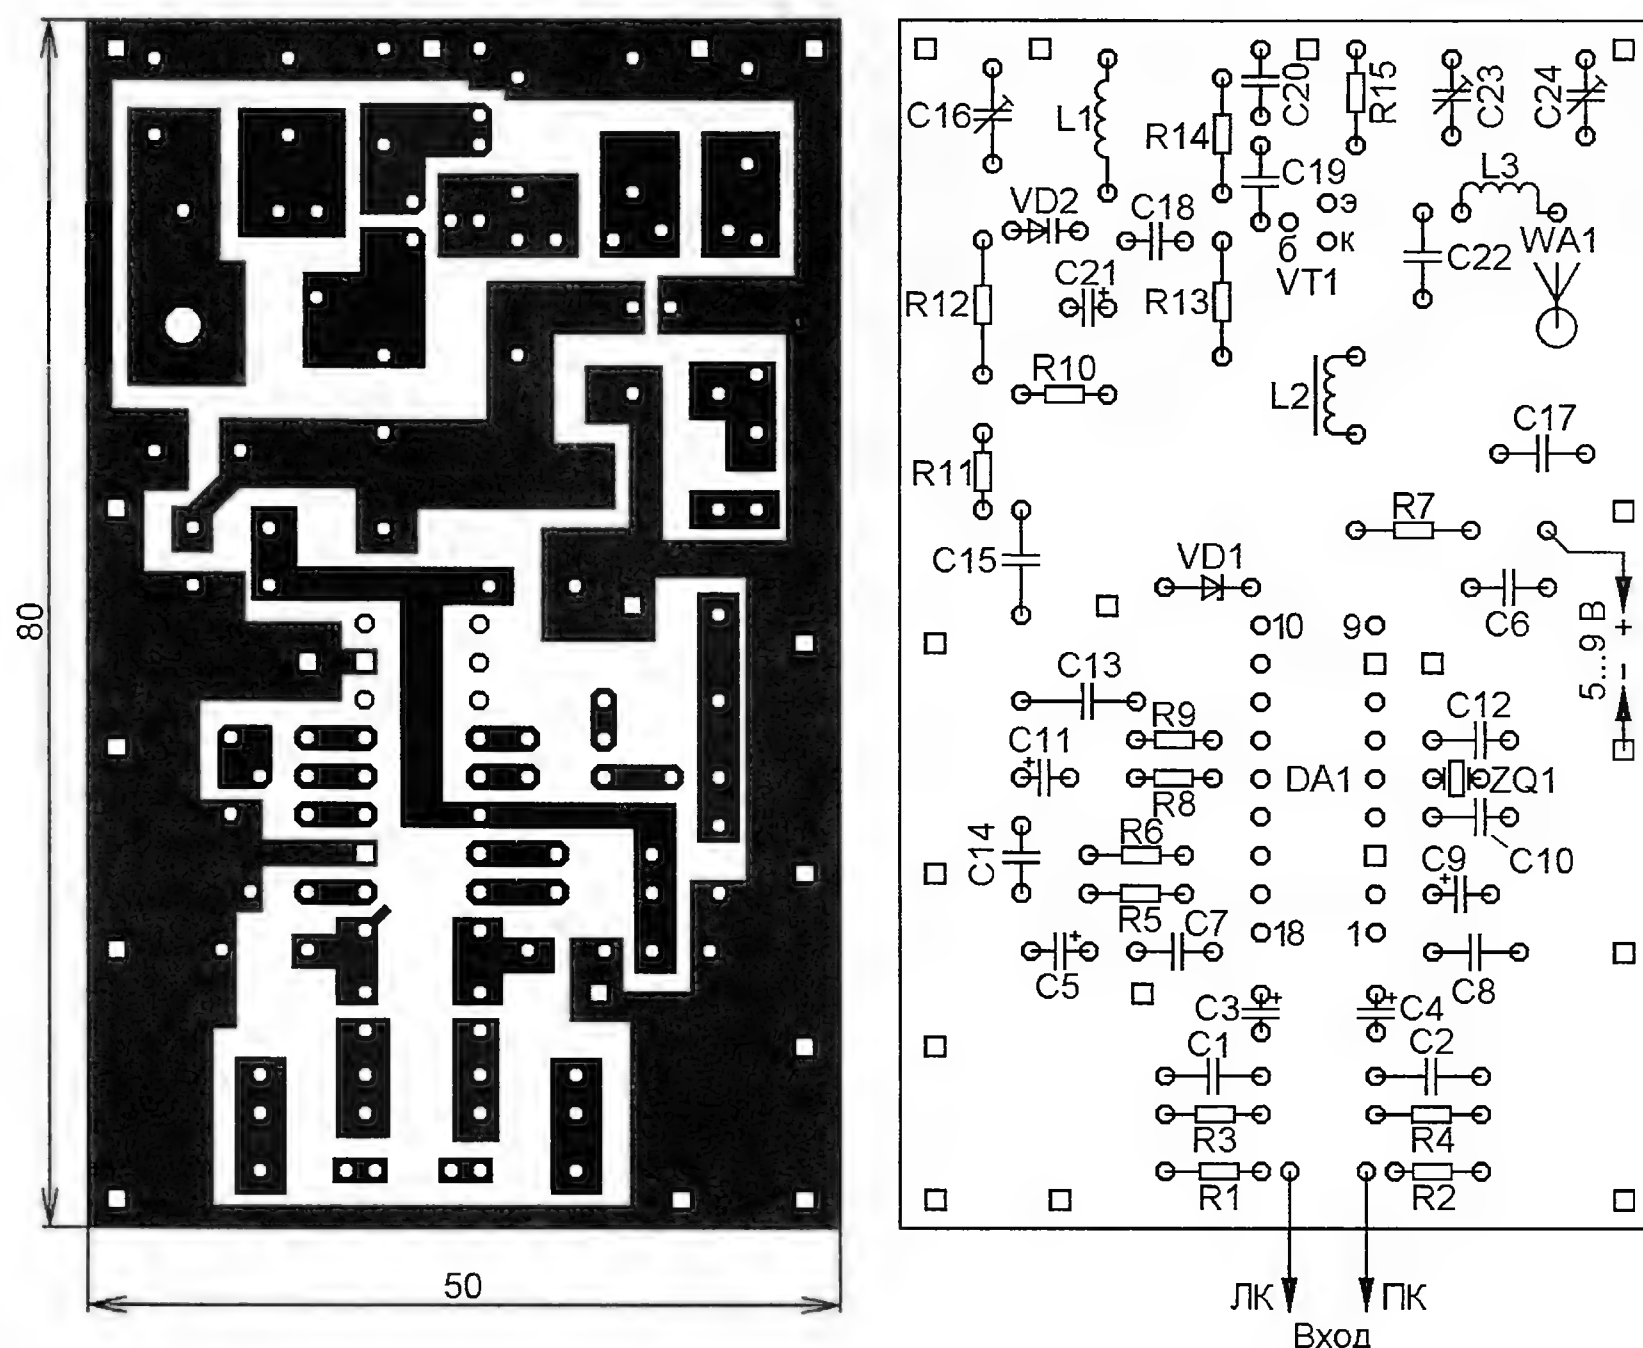 80
50
C16
L1
R14
C20
R15
C23
C24
C19
L3
VD2
C18
э
б
к
VT1
C22
WA1
R12
C21
R13
R10
L2
C17
R11
R7
C15
VD1
C6
10
9
5...9 В
+
–
C13
R9
C12
C11
DA1
ZQ1
R8
R6
C14
C10
C9
R5
C7
18
1
C5
C8
C3
C4
C1
C2
R3
R4
R1
R2
ЛК
ПК
Вход